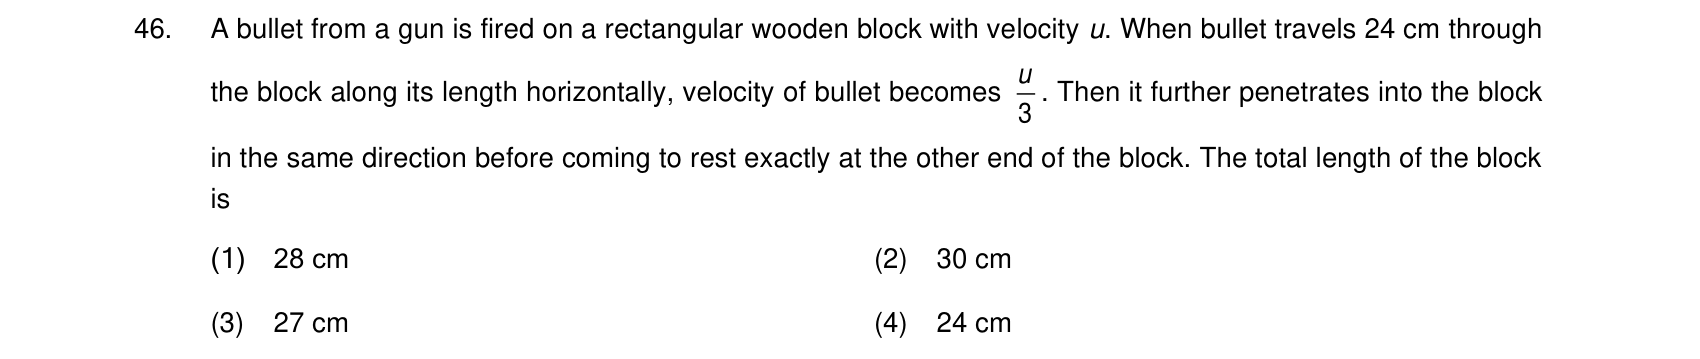 46. A bullet from a gun is fired on a rectangular wooden block with velocity u. When bullet travels 24 cm through
the block along its length horizontally, velocity of bullet becomes u/3. Then it further penetrates into the block
in the same direction before coming to rest exactly at the other end of the block. The total length of the block
is
(1) 28 cm (2) 30 cm
(3) 27 cm (4) 24 cm